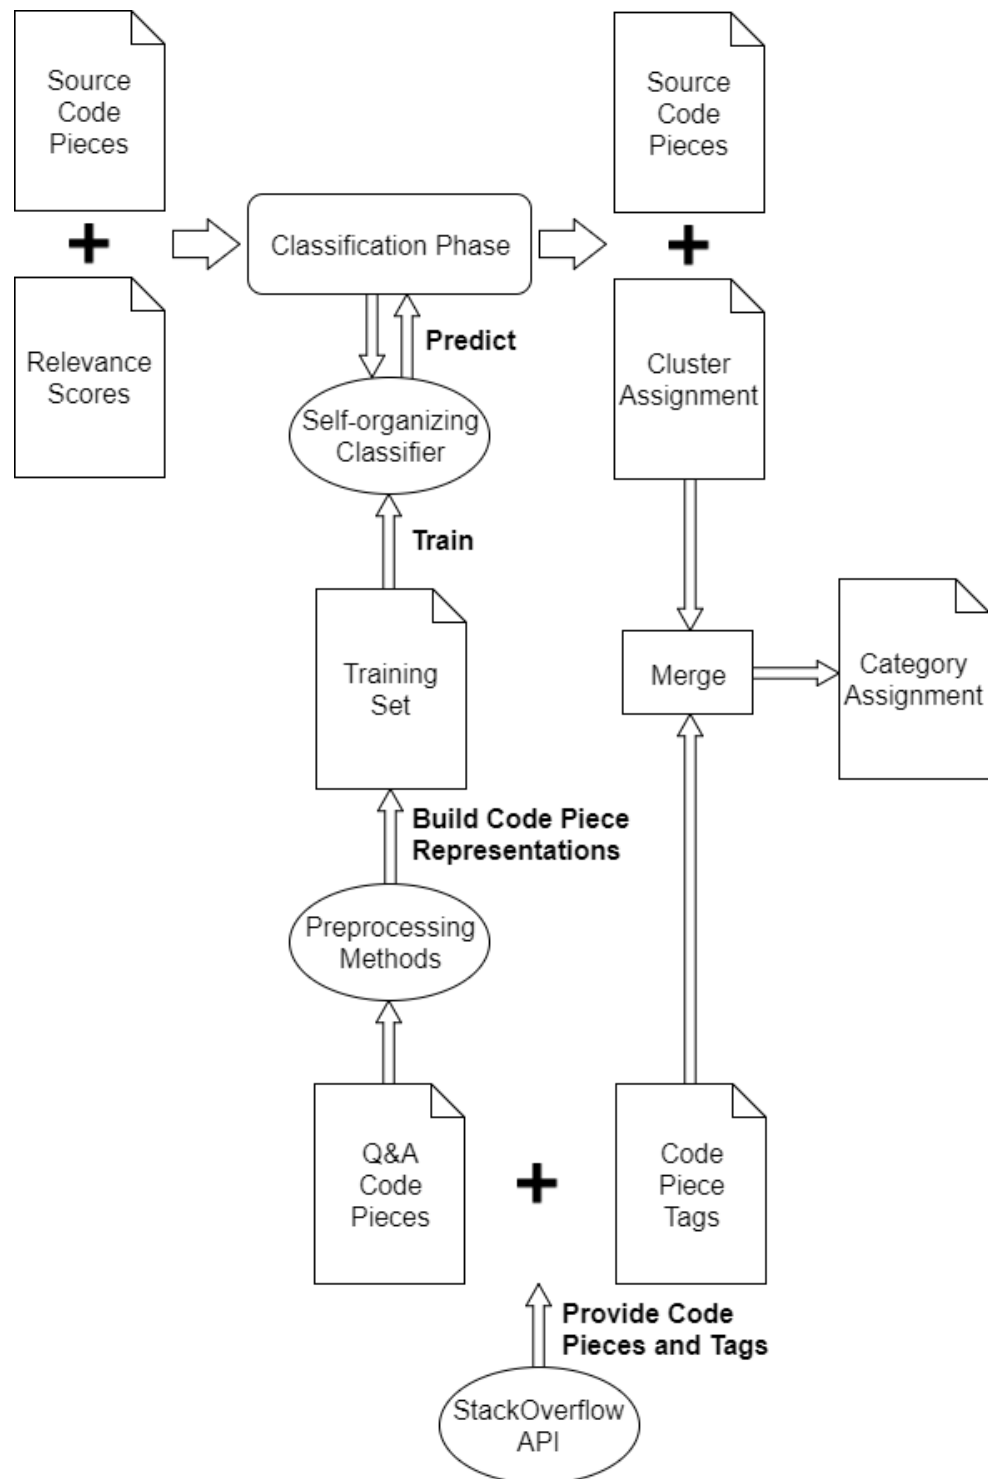 Source
Code
Pieces
Source
Code
Pieces
Classification Phase
Relevance
Scores
Predict
Cluster
Assignment
Self-organizing
Classifier
Train
Training
Set
Merge
Category
Assignment
Build Code Piece
Representations
Preprocessing
Methods
Q&A
Code
Pieces
Code
Piece
Tags
Provide Code
Pieces and Tags
StackOverflow
API